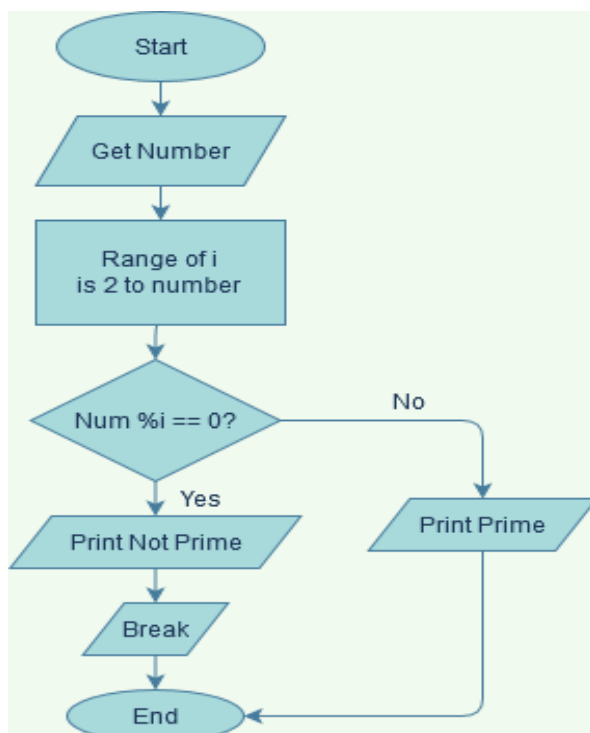 Start
Get Number
Range of i
is 2 to number
Num %i == 0?
No
Yes
Print Not Prime
Print Prime
Break
End